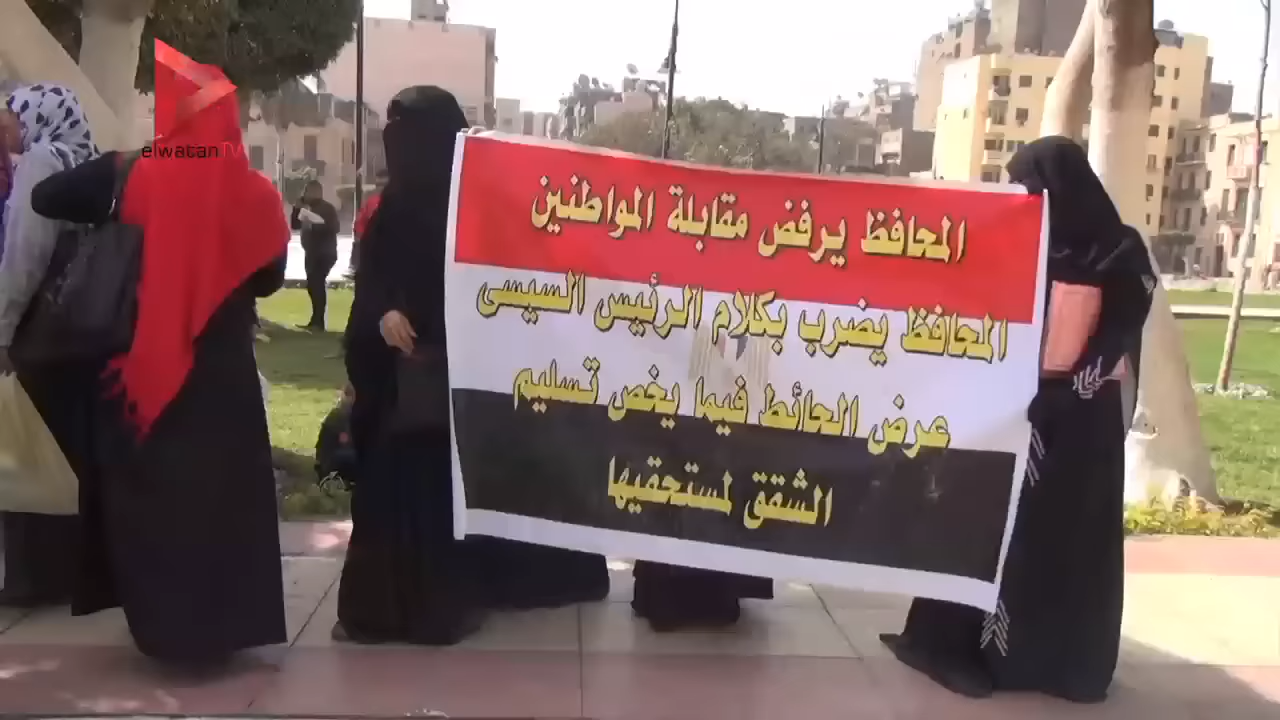 elwatanTV
المحافظ يرفض مقابلة المواطنين
المحافظ يضرب بكلام الرئيس السيسى
عرض الحائط فيما يخص تسليم
الشقق لمستحقيها